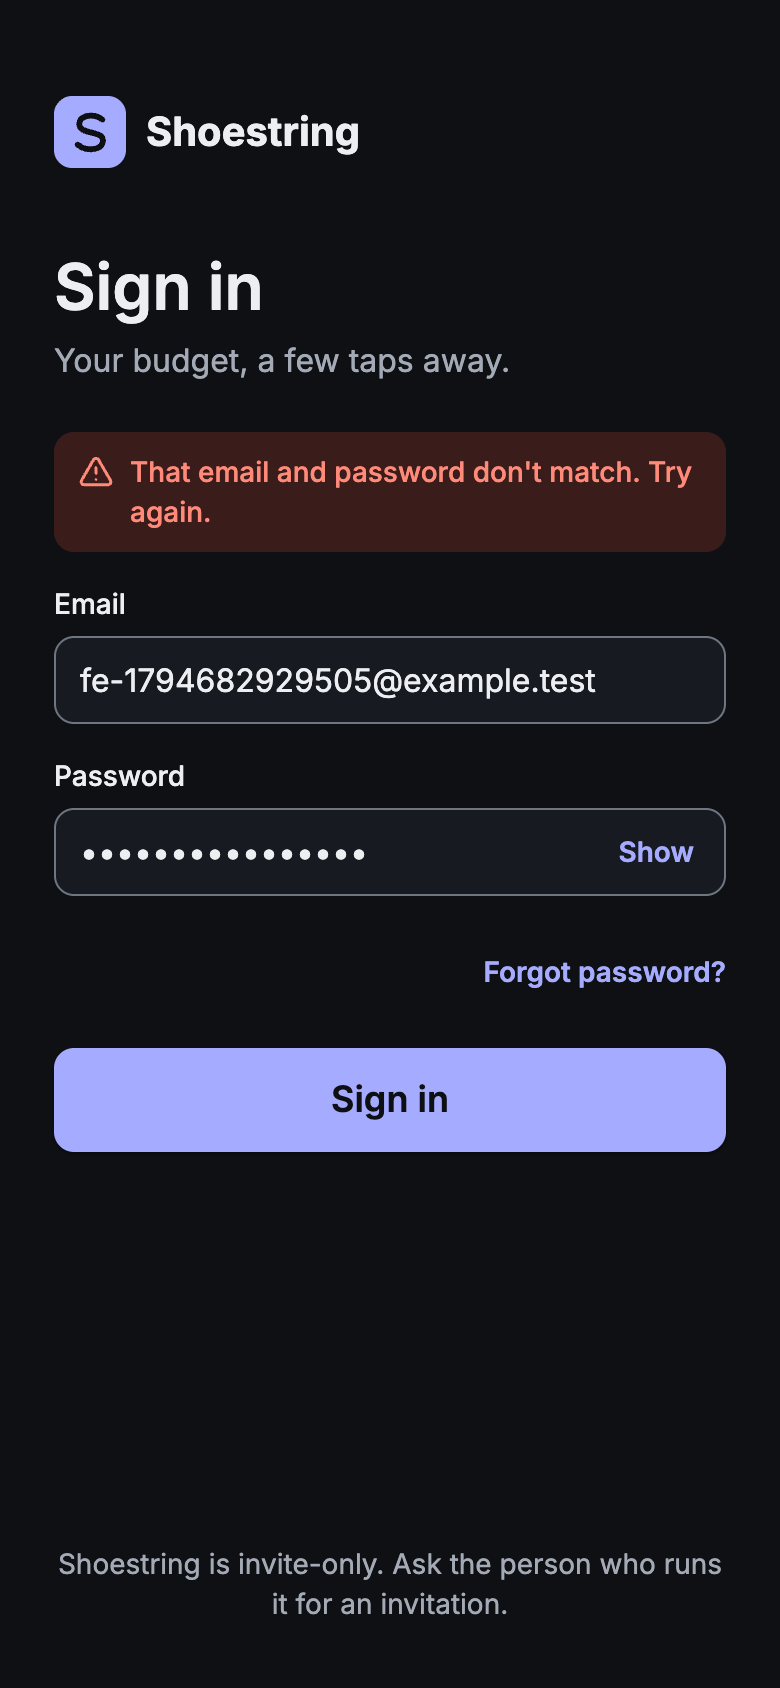 S Shoestring
Sign in
Your budget, a few taps away.
That email and password don't match. Try
again.
Email
fe-1794682929505@example.test
Password
•••••••••••••••• Show
Forgot password?
Sign in
Shoestring is invite-only. Ask the person who runs
it for an invitation.